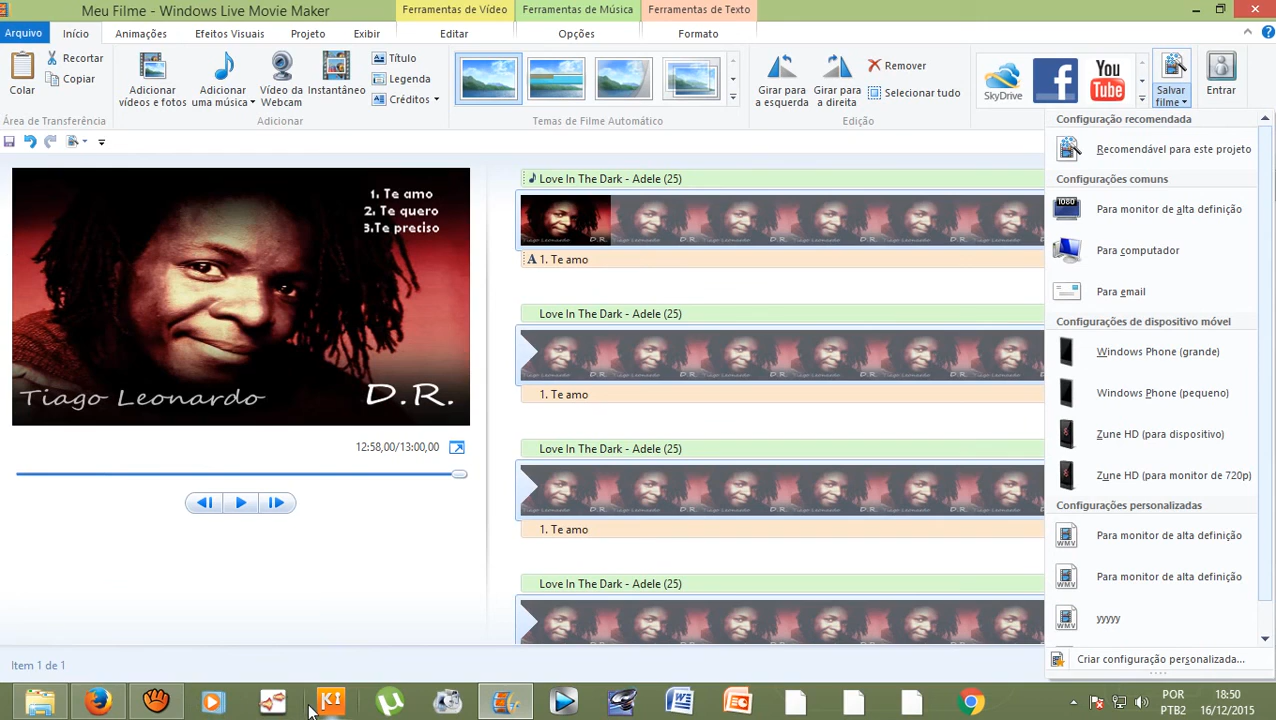 Meu Filme - Windows Live Movie Maker
Ferramentas de Vídeo
Ferramentas de Música
Ferramentas de Texto
Arquivo
Início
Animações
Efeitos Visuais
Projeto
Exibir
Editar
Opções
Formato
Colar
Recortar
Copiar
Área de Transferência
Adicionar vídeos e fotos
Adicionar uma música
Vídeo da Webcam
Instantâneo
Título
Legenda
Créditos
Adicionar
Temas de Filme Automático
Girar para a esquerda
Girar para a direita
Remover
Selecionar tudo
Edição
SkyDrive
You Tube
Salvar filme
Entrar
Configuração recomendada
Recomendável para este projeto
Configurações comuns
1080
Para monitor de alta definição
Para computador
Para email
Configurações de dispositivo móvel
Windows Phone (grande)
Windows Phone (pequeno)
Zune HD (para dispositivo)
Zune HD (para monitor de 720p)
Configurações personalizadas
WMV
Para monitor de alta definição
WMV
Para monitor de alta definição
WMV
yyyyy
Criar configuração personalizada...
1. Te amo
2. Te quero
3.Te preciso
Tiago Leonardo
D.R.
12:58,00/13:00,00
Love In The Dark - Adele (25)
A 1. Te amo
Love In The Dark - Adele (25)
1. Te amo
Love In The Dark - Adele (25)
1. Te amo
Love In The Dark - Adele (25)
Item 1 de 1
KI
POR
PTB2
18:50
16/12/2015